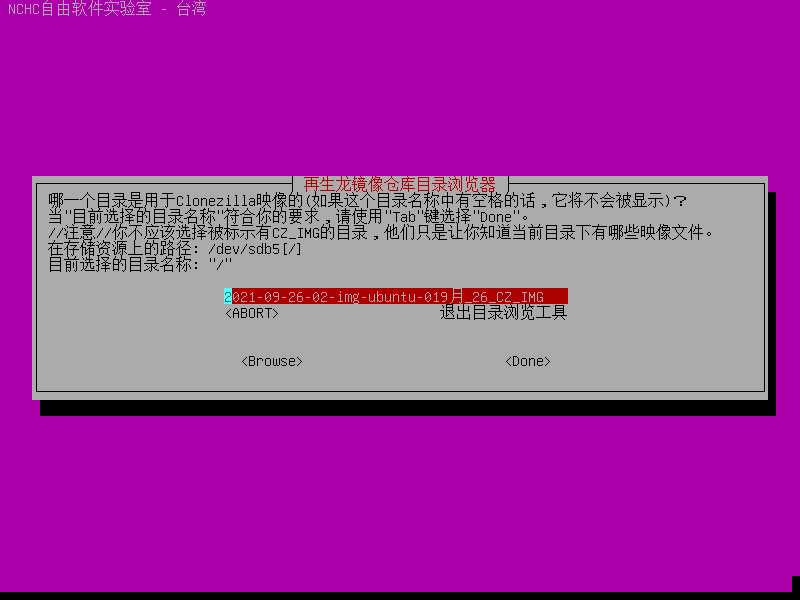 NCHC自由软件实验室 - 台湾
再生龙镜像仓库目录浏览器
哪一个目录是用于Clonezilla映像的(如果这个目录名称中有空格的话，它将不会被显示)？
当"目前选择的目录名称"符合你的要求，请使用"Tab"键选择"Done"。
//注意//你不应该选择被标示有CZ_IMG的目录，他们只是让你知道当前目录下有哪些映像文件。
在存储资源上的路径: /dev/sdb5[/]
目前选择的目录名称: "/"
2021-09-26-02-img-ubuntu-019月_26_CZ_IMG
<ABORT> 退出目录浏览工具
<Browse> <Done>